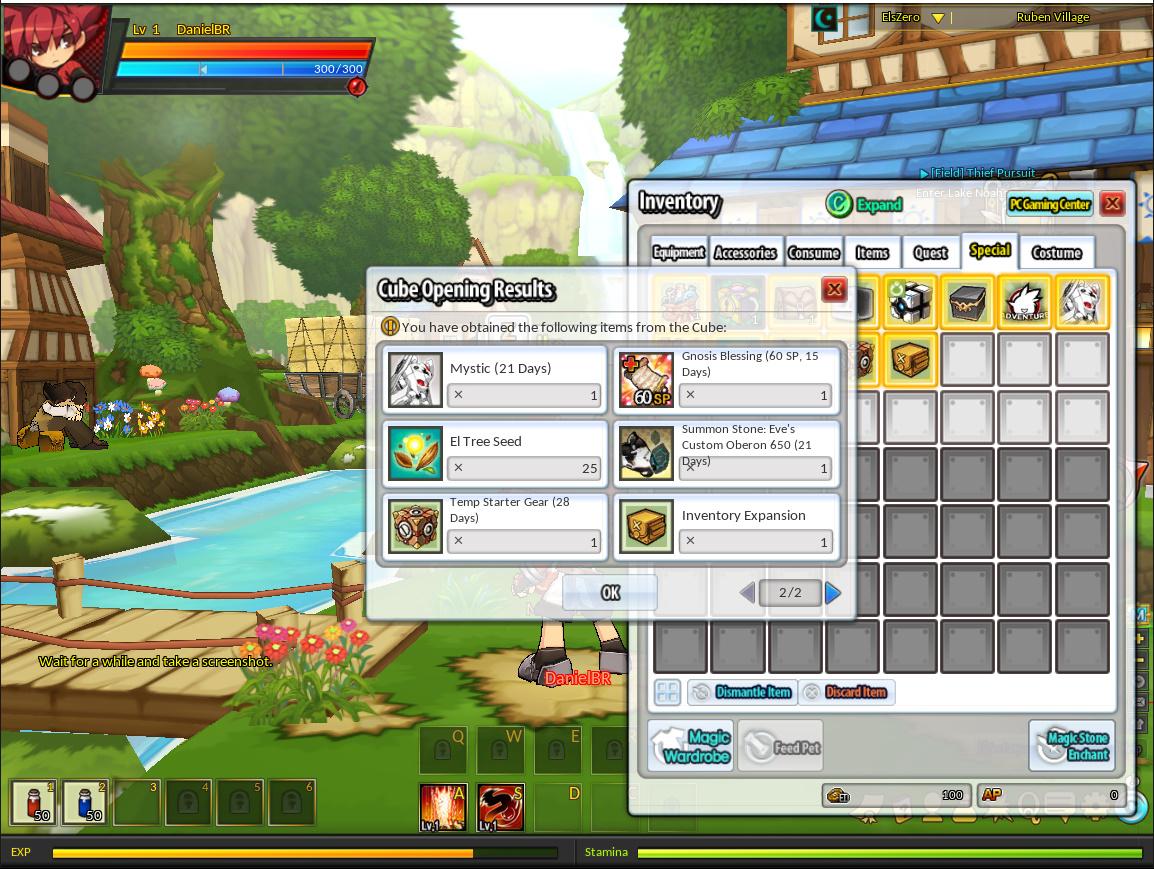 Lv 1 DanielBR
300/300
ElsZero
Ruben Village
[Field] Thief Pursuit
Enter Lake Noah
Inventory
Expand
PC Gaming Center
Equipment
Accessories
Consume
Items
Quest
Special
Costume
Cube Opening Results
You have obtained the following items from the Cube:
Mystic (21 Days)
× 1
Gnosis Blessing (60 SP, 15
Days)
× 1
60 SP
El Tree Seed
× 25
Summon Stone: Eve's
Custom Oberon 650 (21
Days)
× 1
Temp Starter Gear (28
Days)
× 1
Inventory Expansion
× 1
OK
2/2
ADVENTURE
Wait for a while and take a screenshot.
DanielBR
Dismantle Item
Discard Item
Magic
Wardrobe
Feed Pet
Magic Stone
Enchant
ED 100
AP 0
1
50
2
50
3
4
5
6
Q
W
E
A
Lv.1
S
Lv.1
D
C
EXP
Stamina